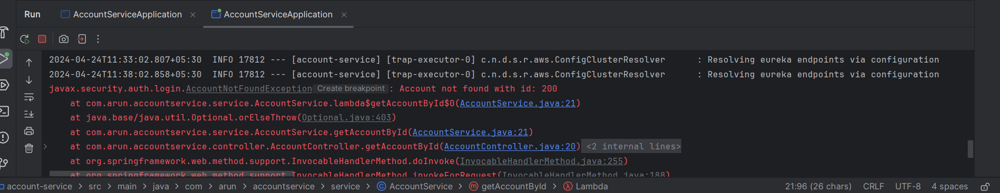 Run AccountServiceApplication AccountServiceApplication
2024-04-24T11:33:02.807+05:30  INFO 17812 --- [account-service] [trap-executor-0] c.n.d.s.r.aws.ConfigClusterResolver      : Resolving eureka endpoints via configuration
2024-04-24T11:38:02.858+05:30  INFO 17812 --- [account-service] [trap-executor-0] c.n.d.s.r.aws.ConfigClusterResolver      : Resolving eureka endpoints via configuration
javax.security.auth.login.AccountNotFoundException Create breakpoint : Account not found with id: 200
    at com.arun.accountservice.service.AccountService.lambda$getAccountById$0(AccountService.java:21)
    at java.base/java.util.Optional.orElseThrow(Optional.java:403)
    at com.arun.accountservice.service.AccountService.getAccountById(AccountService.java:21)
    at com.arun.accountservice.controller.AccountController.getAccountById(AccountController.java:20) <2 internal lines>
    at org.springframework.web.method.support.InvocableHandlerMethod.doInvoke(InvocableHandlerMethod.java:255)
    at org.springframework.web.method.support.InvocableHandlerMethod.invokeForRequest(InvocableHandlerMethod.java:188)
account-service > src > main > java > com > arun > accountservice > service > AccountService > getAccountById > Lambda 21:96 (26 chars) CRLF UTF-8 4 spaces